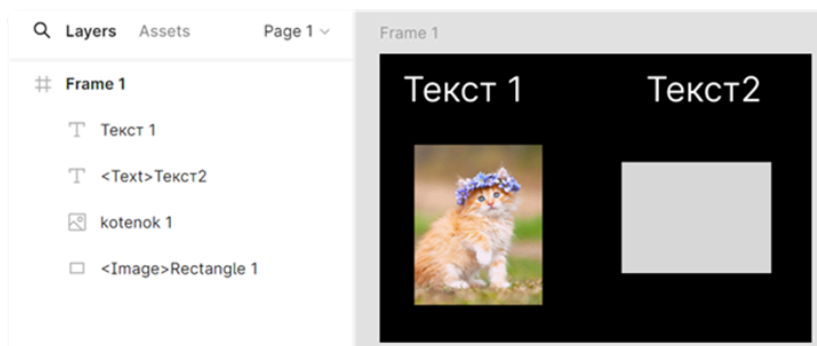 Layers Assets Page 1
Frame 1
Текст 1
<Text>Текст2
kotenok 1
<Image>Rectangle 1
Frame 1
Текст 1 Текст2